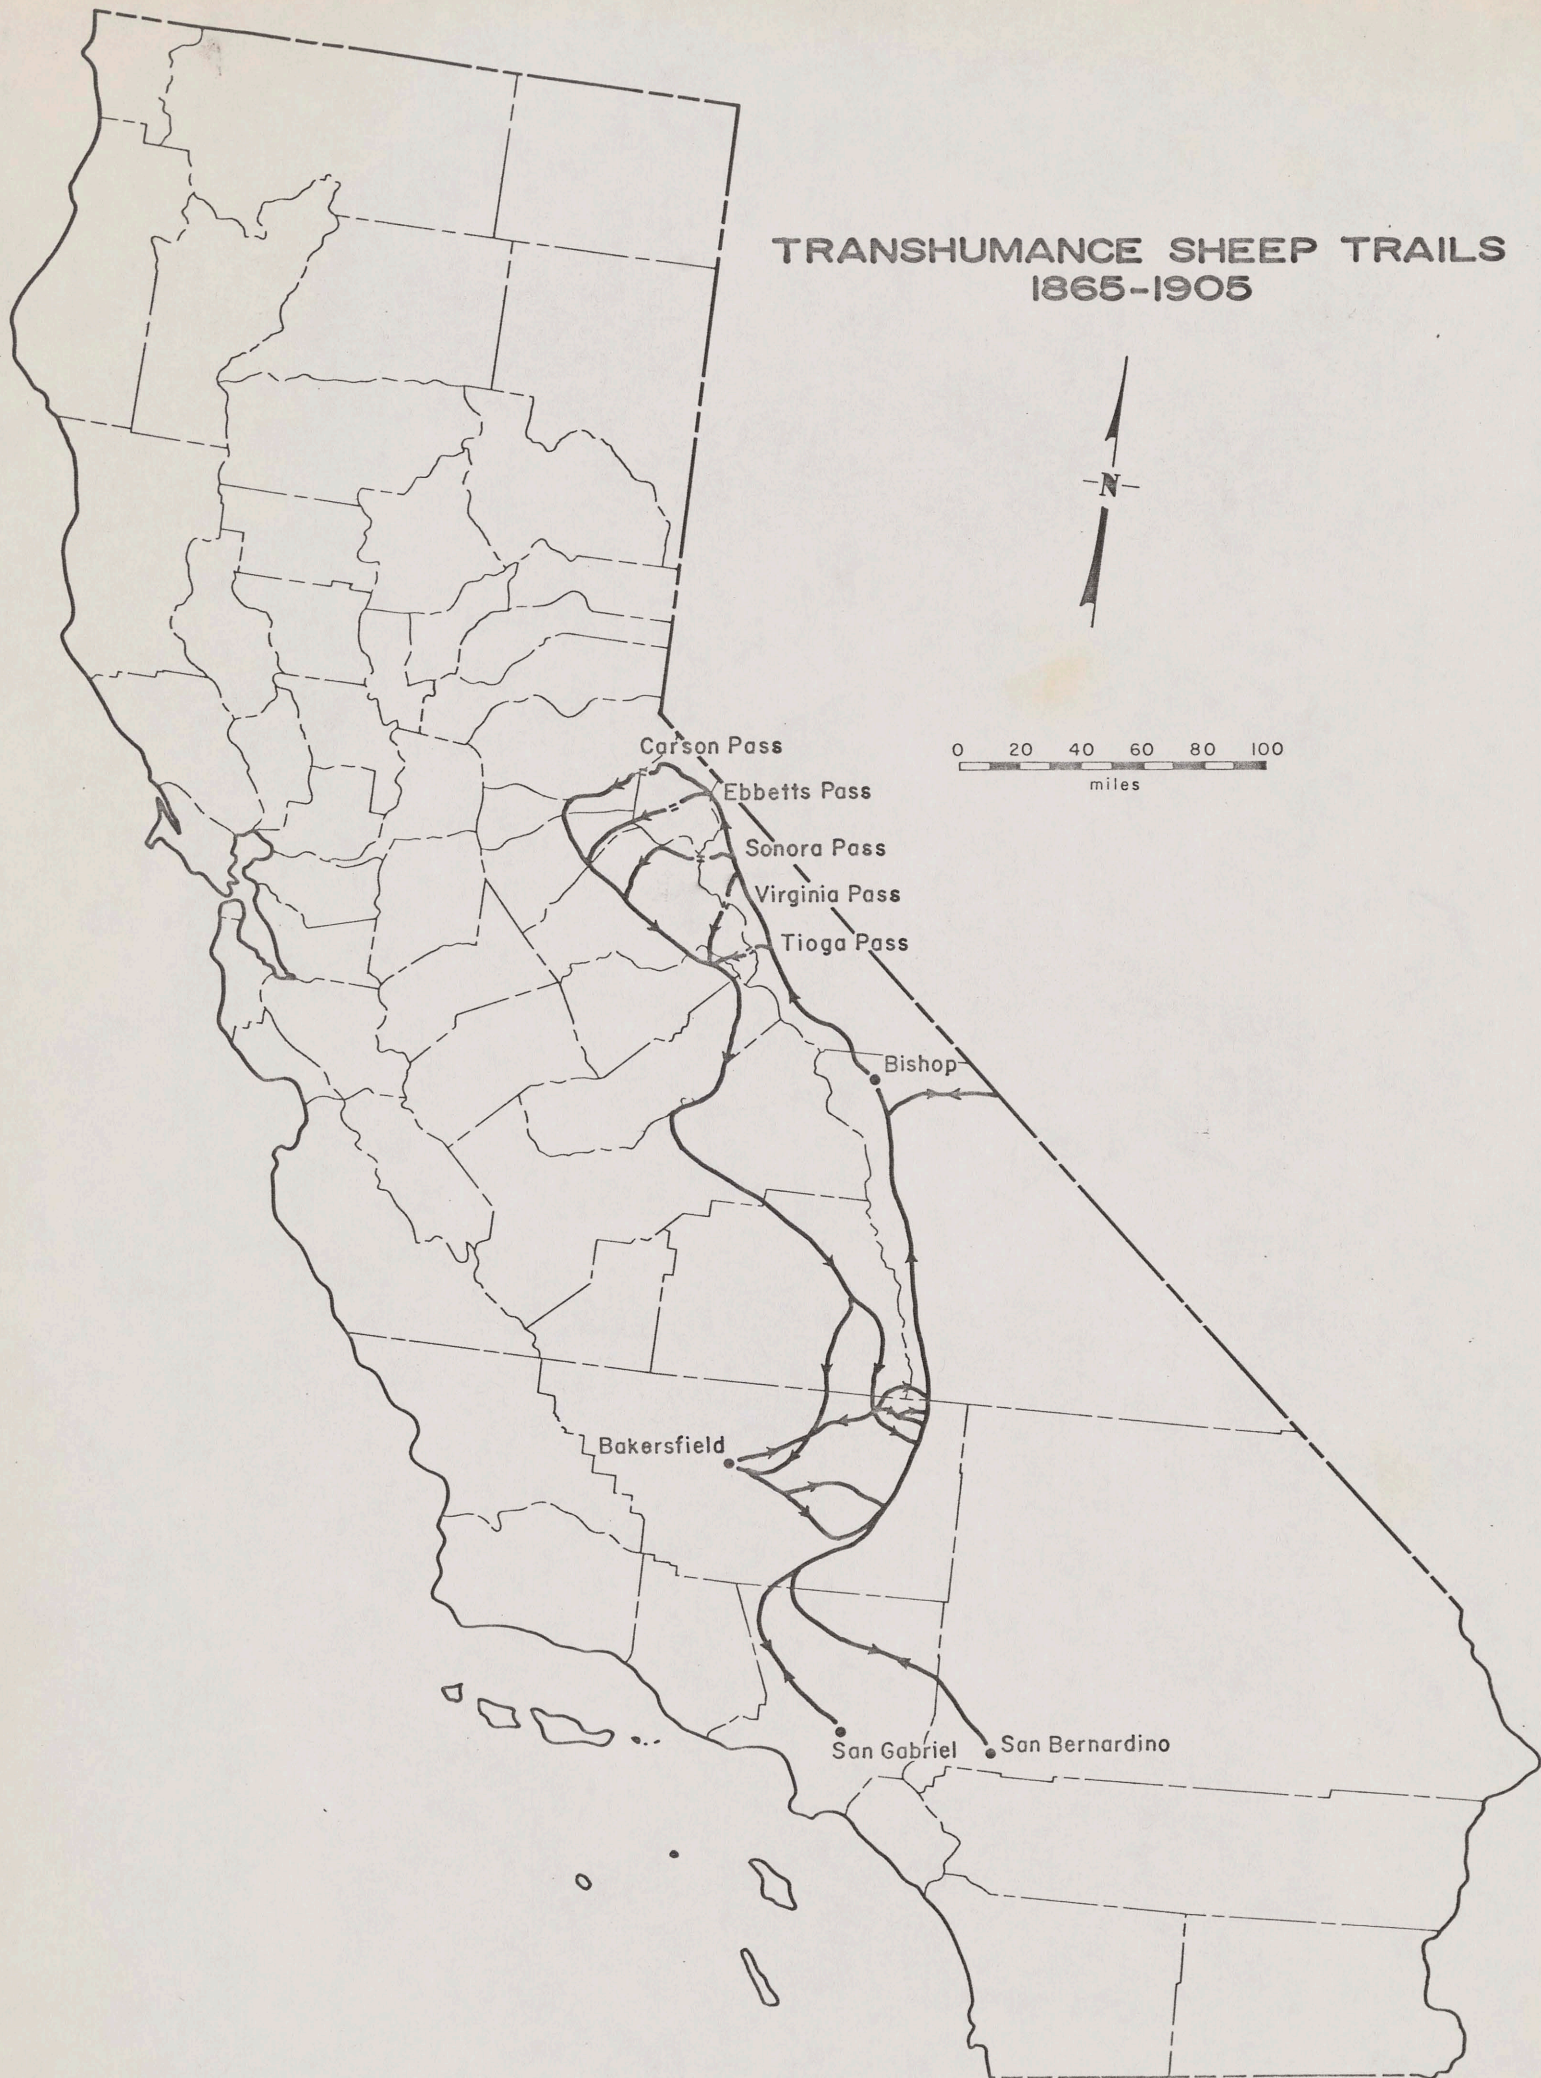 TRANSHUMANCE SHEEP TRAILS
1865-1905
N
0 20 40 60 80 100
miles
Carson Pass
Ebbetts Pass
Sonora Pass
Virginia Pass
Tioga Pass
Bishop
Bakersfield
San Gabriel
San Bernardino